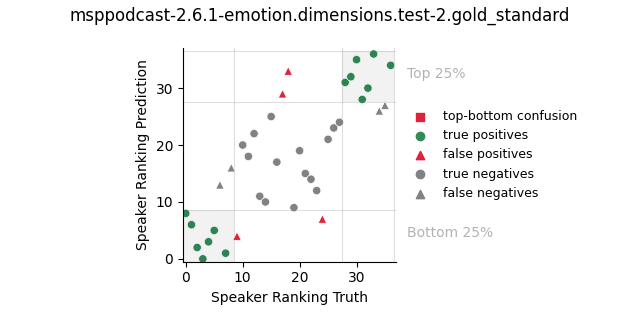 msppodcast-2.6.1-emotion.dimensions.test-2.gold_standard
Speaker Ranking Prediction
30
20
10
0
0 10 20 30
Speaker Ranking Truth
Top 25%
top-bottom confusion
true positives
false positives
true negatives
false negatives
Bottom 25%